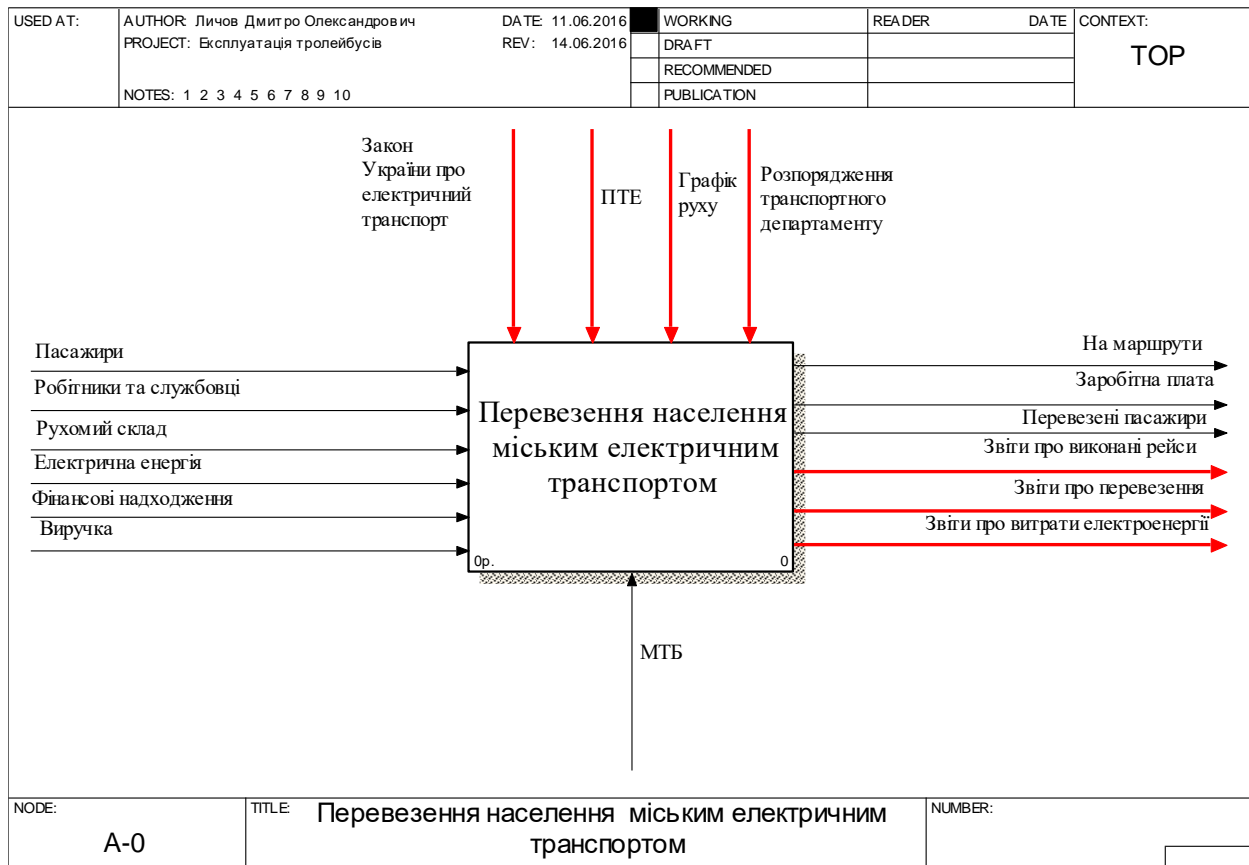 USED AT:
AUTHOR: Личов Дмитро Олександрович
DATE: 11.06.2016
PROJECT: Експлуатація тролейбусів
REV: 14.06.2016
NOTES: 1 2 3 4 5 6 7 8 9 10
WORKING
DRAFT
RECOMMENDED
PUBLICATION
READER
DATE
CONTEXT:
TOP
Закон
України про
електричний
транспорт
ПТЕ
Графік
руху
Розпорядження
транспортного
департаменту
Пасажири
Робітники та службовці
Рухомий склад
Електрична енергія
Фінансові надходження
Виручка
Перевезення населення
міським електричним
транспортом
0р.
0
На маршрути
Заробітна плата
Перевезені пасажири
Звіти про виконані рейси
Звіти про перевезення
Звіти про витрати електроенергії
МТБ
NODE:
A-0
TITLE:
Перевезення населення міським електричним
транспортом
NUMBER: